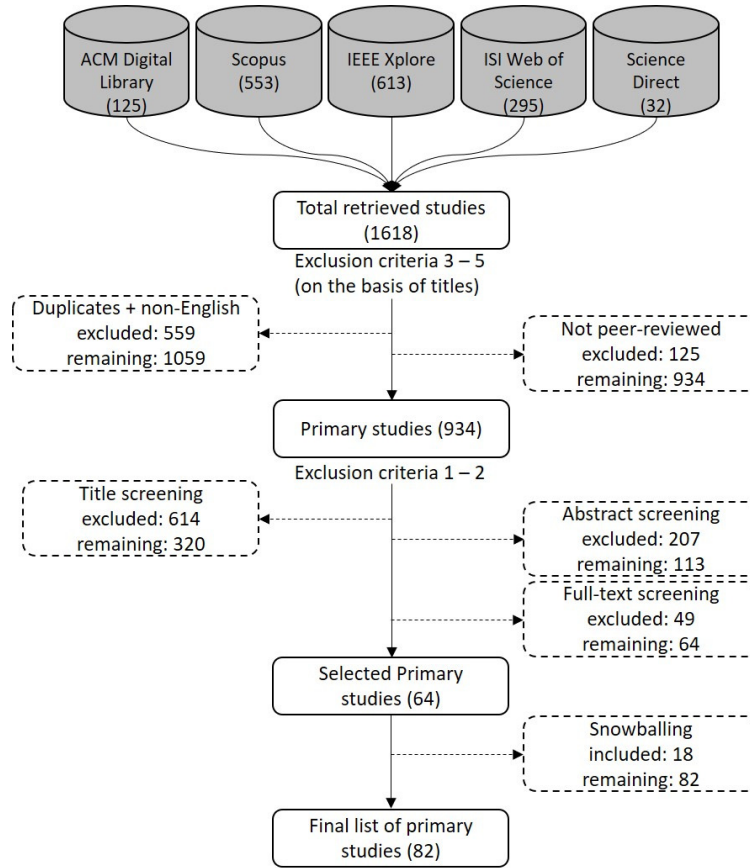 ACM Digital
Library
(125)
Scopus
(553)
IEEE Xplore
(613)
ISI Web of
Science
(295)
Science
Direct
(32)
Total retrieved studies
(1618)
Exclusion criteria 3 – 5
(on the basis of titles)
Duplicates + non-English
excluded: 559
remaining: 1059
Not peer-reviewed
excluded: 125
remaining: 934
Primary studies (934)
Exclusion criteria 1 – 2
Title screening
excluded: 614
remaining: 320
Abstract screening
excluded: 207
remaining: 113
Full-text screening
excluded: 49
remaining: 64
Selected Primary
studies (64)
Snowballing
included: 18
remaining: 82
Final list of primary
studies (82)